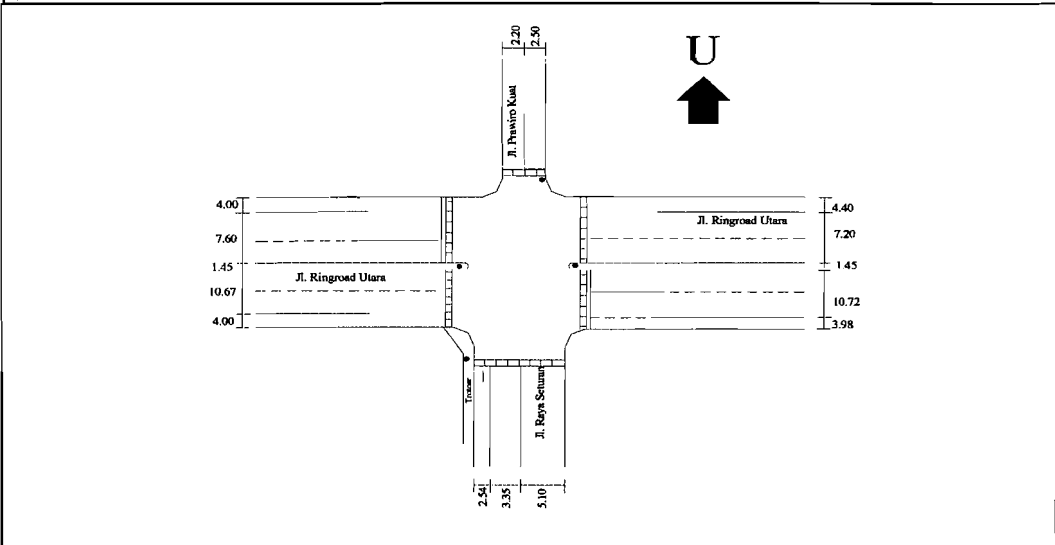 2.20
2.50
U
Jl. Prawiro Kuat
4.00
7.60
1.45
10.67
4.00
Jl. Ringroad Utara
Jl. Ringroad Utara
4.40
7.20
1.45
10.72
3.98
Trotoar
Jl. Raya Seturan
2.54
3.35
5.10